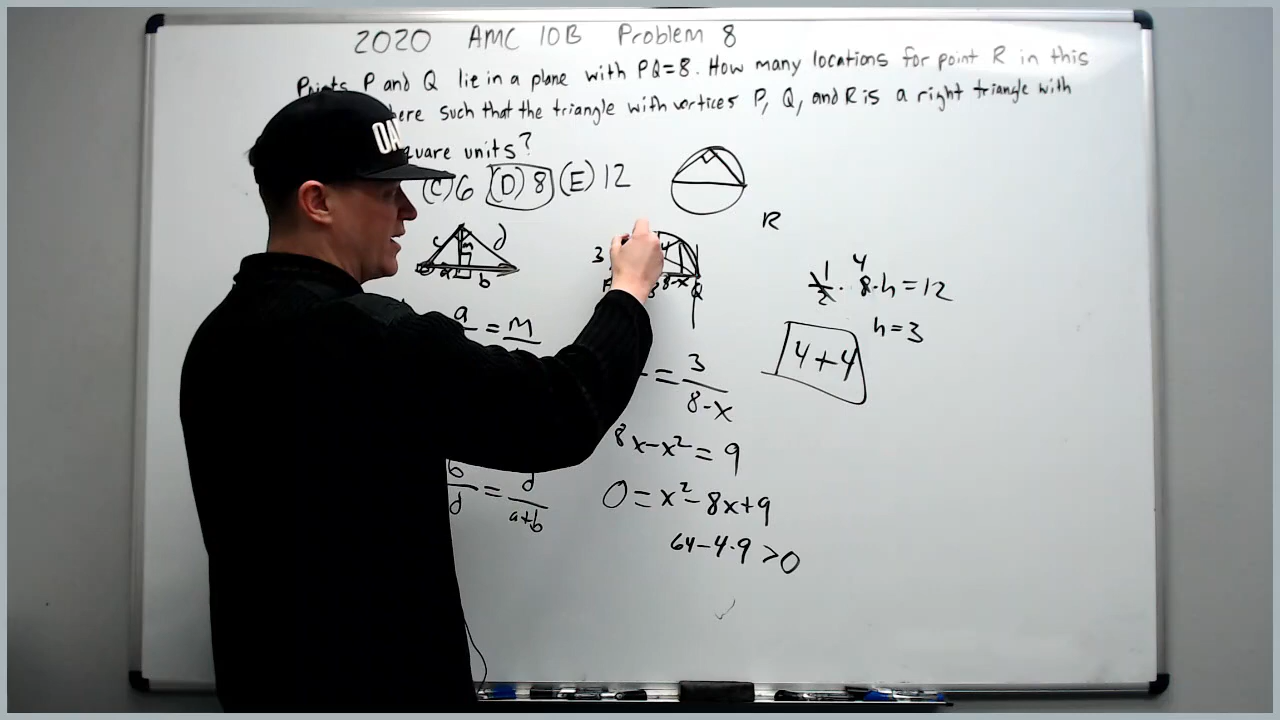 2020 AMC 10B Problem 8
Points P and Q lie in a plane with PQ=8. How many locations for point R in this
here such that the triangle with vertices P, Q, and R is a right triangle with
square units?
(C) 6 (D) 8 (E) 12
R
c d
m
a b
3 4
8-x Q
1/2 · 8·h = 12
4
h = 3
4+4
a = m
= 3/(8-x)
8x-x² = 9
b/d = d/(a+b)
0 = x²-8x+9
64-4·9 >0